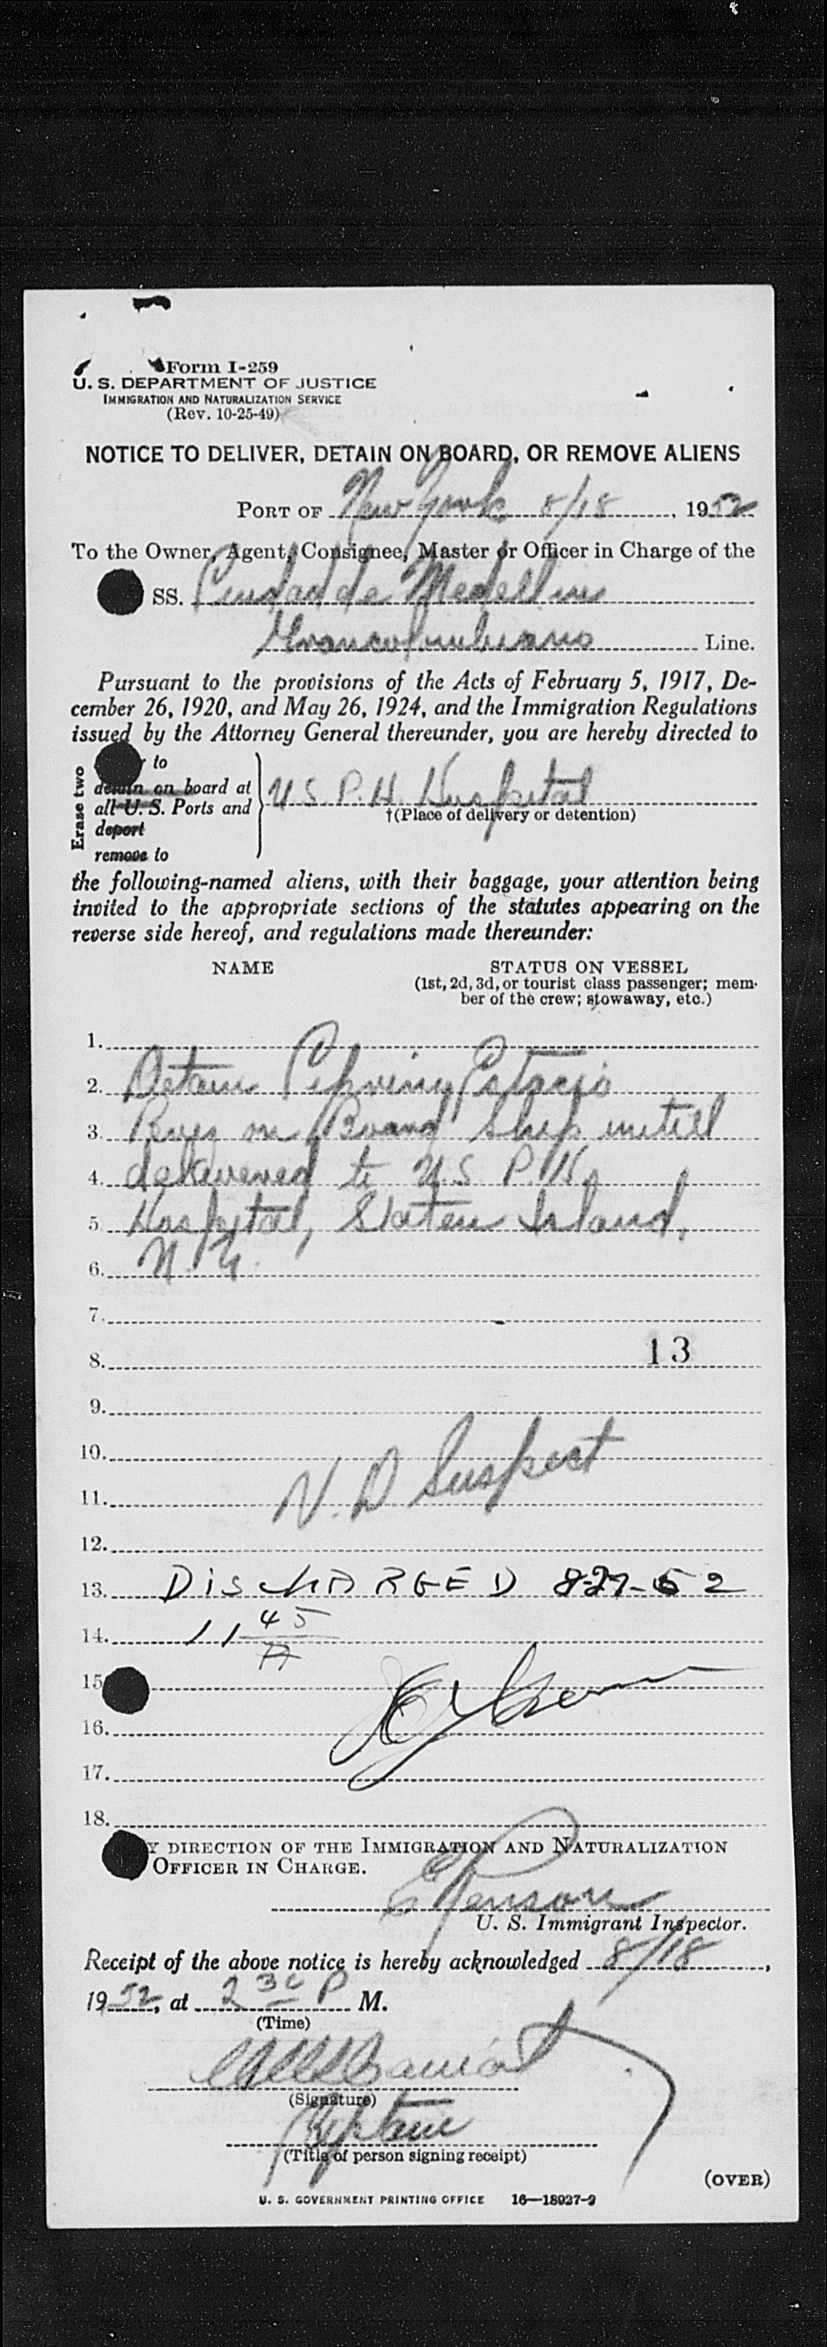 Form I-259
U. S. DEPARTMENT OF JUSTICE
IMMIGRATION AND NATURALIZATION SERVICE
(Rev. 10-25-49)
NOTICE TO DELIVER, DETAIN ON BOARD, OR REMOVE ALIENS
PORT OF New York 8/18, 1952
To the Owner, Agent, Consignee, Master or Officer in Charge of the
SS. Ciudad de Medellin
Grancolombiano Line.
Pursuant to the provisions of the Acts of February 5, 1917, De-
cember 26, 1920, and May 26, 1924, and the Immigration Regulations
issued by the Attorney General thereunder, you are hereby directed to
Erase two
to
detain on board at
all U. S. Ports and
deport
remove to
U.S. P.H. Hospital
†(Place of delivery or detention)
the following-named aliens, with their baggage, your attention being
invited to the appropriate sections of the statutes appearing on the
reverse side hereof, and regulations made thereunder:
NAME STATUS ON VESSEL
(1st, 2d, 3d, or tourist class passenger; mem-
ber of the crew; stowaway, etc.)
1.
2. Detain Estacio
3. on Board Ship untill
4. delivered to U.S. P.H.
5. Hospital, Staten Island,
6. N.Y.
7.
8. 13
9.
10. V.D Suspect
11.
12.
13. DISCHARGED 8-27-52
14. 11 45 A
15
16.
17.
18.
Y DIRECTION OF THE IMMIGRATION AND NATURALIZATION
OFFICER IN CHARGE.
U. S. Immigrant Inspector.
Receipt of the above notice is hereby acknowledged 8/18,
1952, at 2 30 P M.
(Time)
(Signature)
Captain
(Title of person signing receipt)
(OVER)
U. S. GOVERNMENT PRINTING OFFICE 16—18927-2